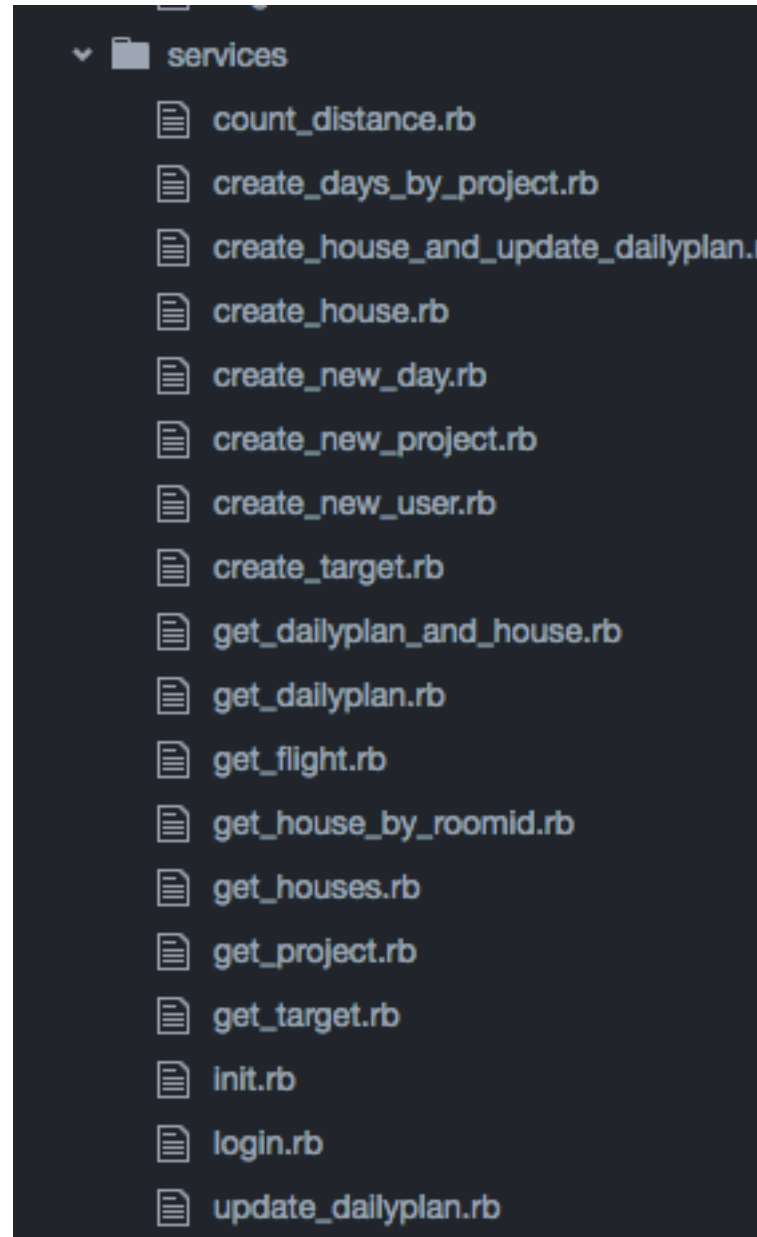 services
count_distance.rb
create_days_by_project.rb
create_house_and_update_dailyplan.
create_house.rb
create_new_day.rb
create_new_project.rb
create_new_user.rb
create_target.rb
get_dailyplan_and_house.rb
get_dailyplan.rb
get_flight.rb
get_house_by_roomid.rb
get_houses.rb
get_project.rb
get_target.rb
init.rb
login.rb
update_dailyplan.rb